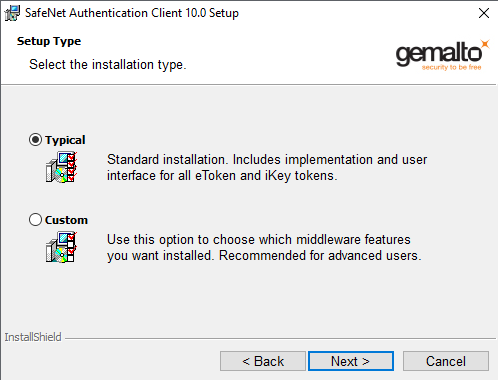 SafeNet Authentication Client 10.0 Setup
Setup Type
Select the installation type.
gemalto
security to be free
Typical
Standard installation. Includes implementation and user
interface for all eToken and iKey tokens.
Custom
Use this option to choose which middleware features
you want installed. Recommended for advanced users.
InstallShield
< Back
Next >
Cancel